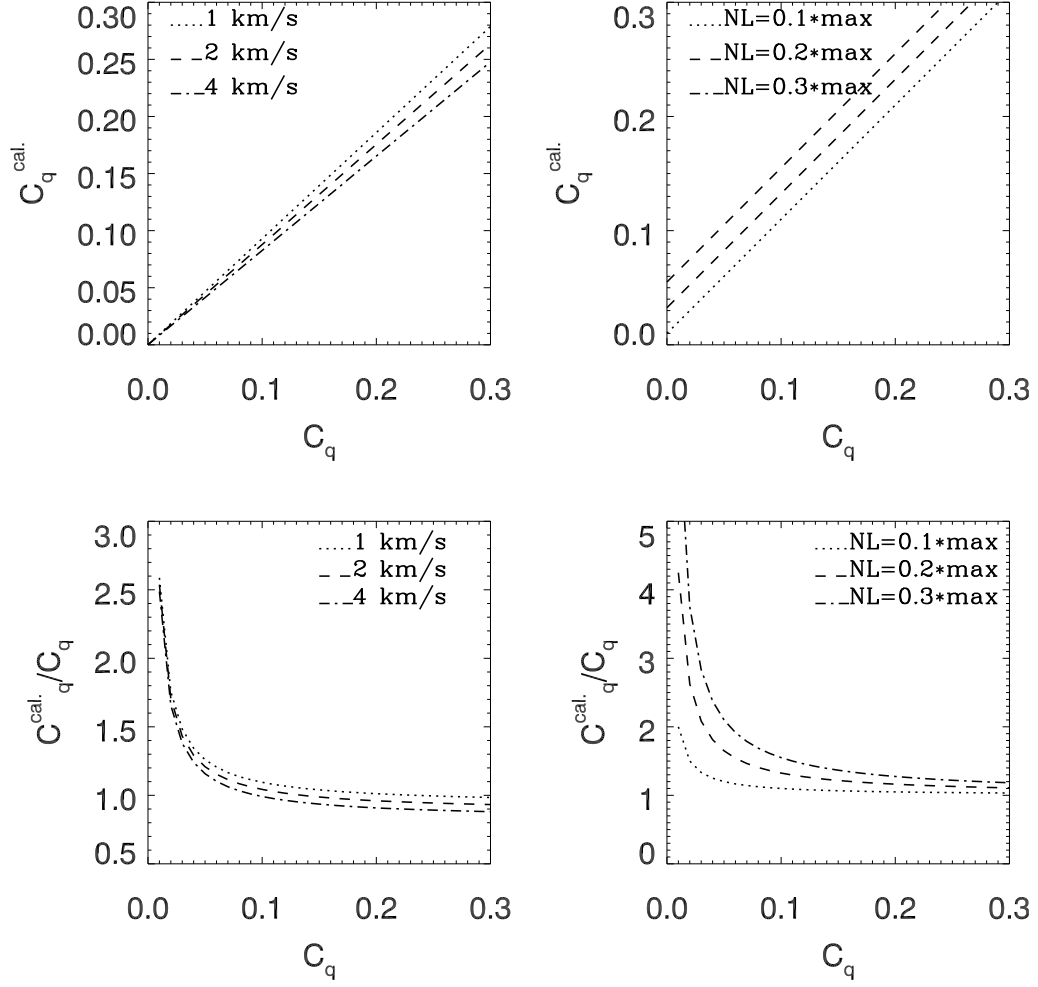 0.30
0.25
0.20
0.15
0.10
0.05
0.00
C_q^cal.
1 km/s
2 km/s
4 km/s
0.0 0.1 0.2 0.3
C_q
0.3
0.2
0.1
0.0
C_q^cal.
NL=0.1*max
NL=0.2*max
NL=0.3*max
0.0 0.1 0.2 0.3
C_q
3.0
2.5
2.0
1.5
1.0
0.5
C^cal._q/C_q
1 km/s
2 km/s
4 km/s
0.0 0.1 0.2 0.3
C_q
5
4
3
2
1
0
C^cal._q/C_q
NL=0.1*max
NL=0.2*max
NL=0.3*max
0.0 0.1 0.2 0.3
C_q